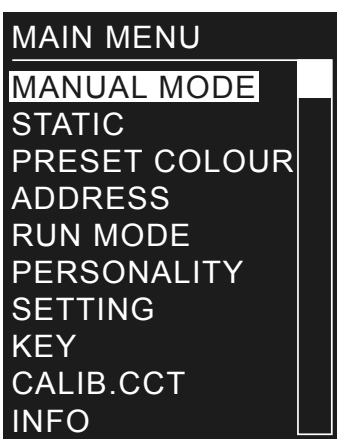 MAIN MENU
MANUAL MODE
STATIC
PRESET COLOUR
ADDRESS
RUN MODE
PERSONALITY
SETTING
KEY
CALIB.CCT
INFO